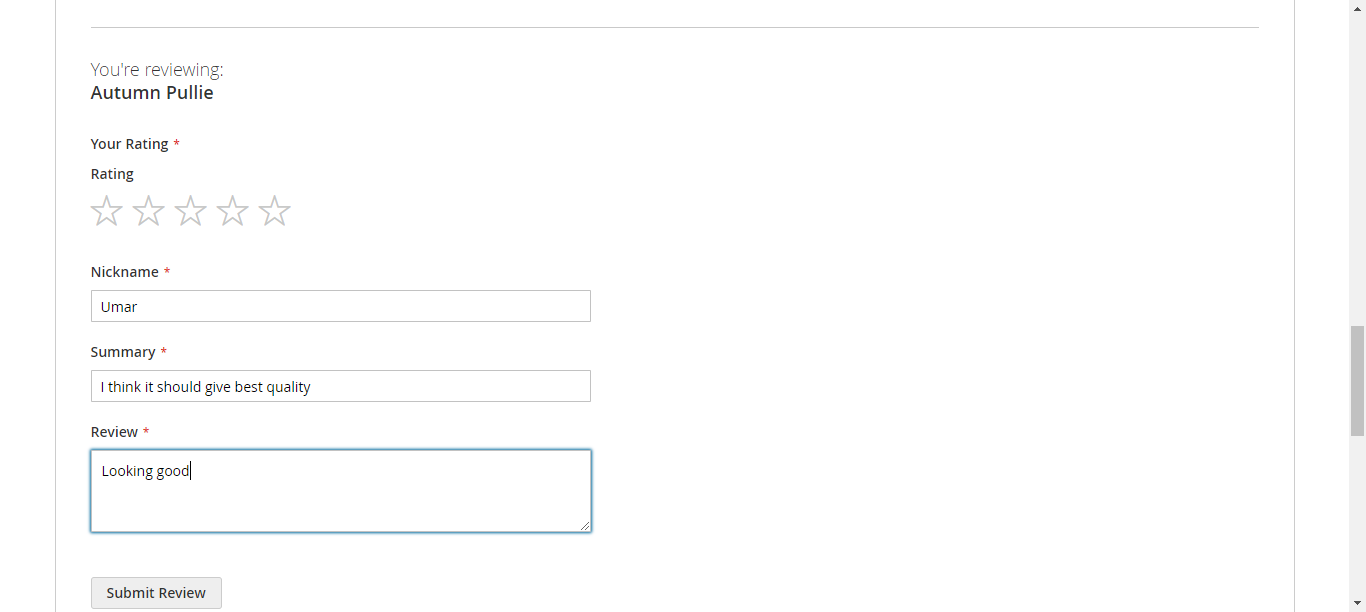 You're reviewing:
Autumn Pullie
Your Rating *
Rating
Nickname *
Umar
Summary *
I think it should give best quality
Review *
Looking good
Submit Review